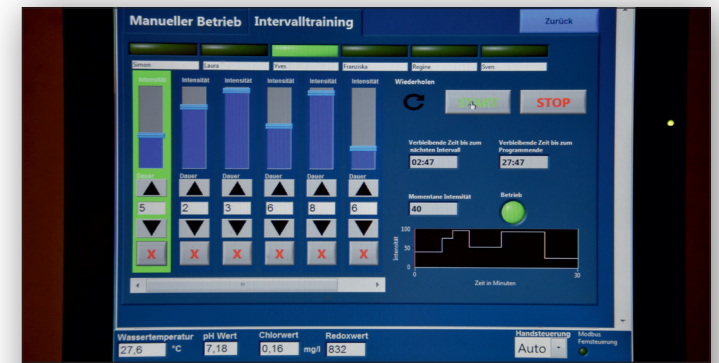 Manueller Betrieb Intervalltraining Zurück
Simon Laura Yves Franziska Regine Sven
Intensität Intensität Intensität Intensität Intensität Intensität
Wiederholen
START STOP
Verbleibende Zeit bis zum nächsten Intervall
02:47
Verbleibende Zeit bis zum Programmende
27:47
Dauer Dauer Dauer Dauer Dauer Dauer
5 2 3 6 8 6
Momentane Intensität
40
Betrieb
X X X X X X
Intensität
100
50
0
0 30
Zeit in Minuten
Wassertemperatur pH Wert Chlorwert Redoxwert
27,6 °C 7,18 0,16 mg/l 832
Handsteuerung
Auto
Modbus
Fernsteuerung